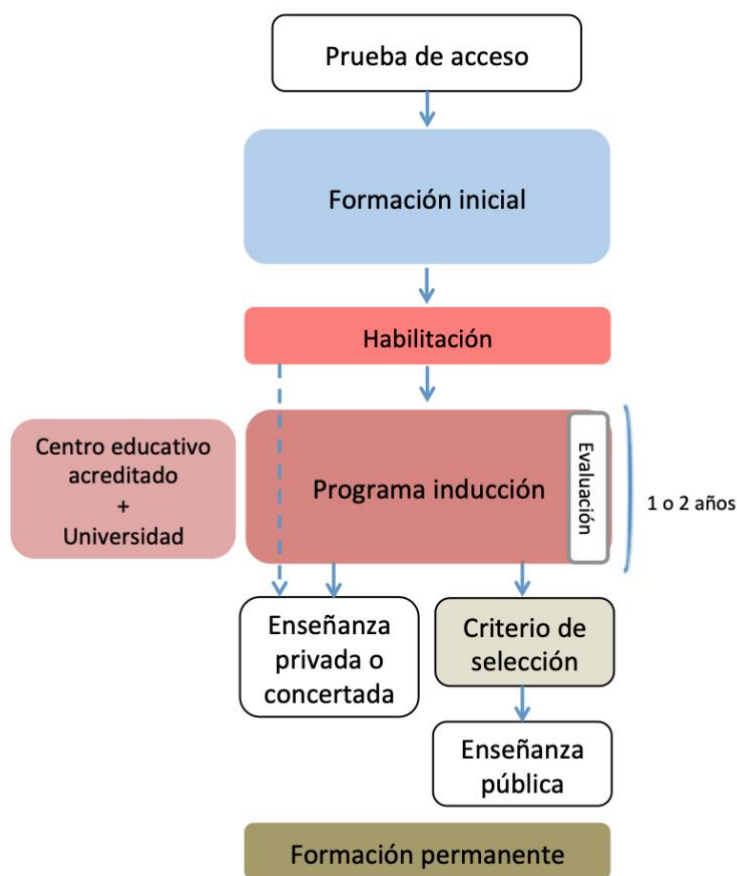 Prueba de acceso
Formación inicial
Habilitación
Centro educativo
acreditado
+
Universidad
Programa inducción
Evaluación
1 o 2 años
Enseñanza
privada o
concertada
Criterio de
selección
Enseñanza
pública
Formación permanente